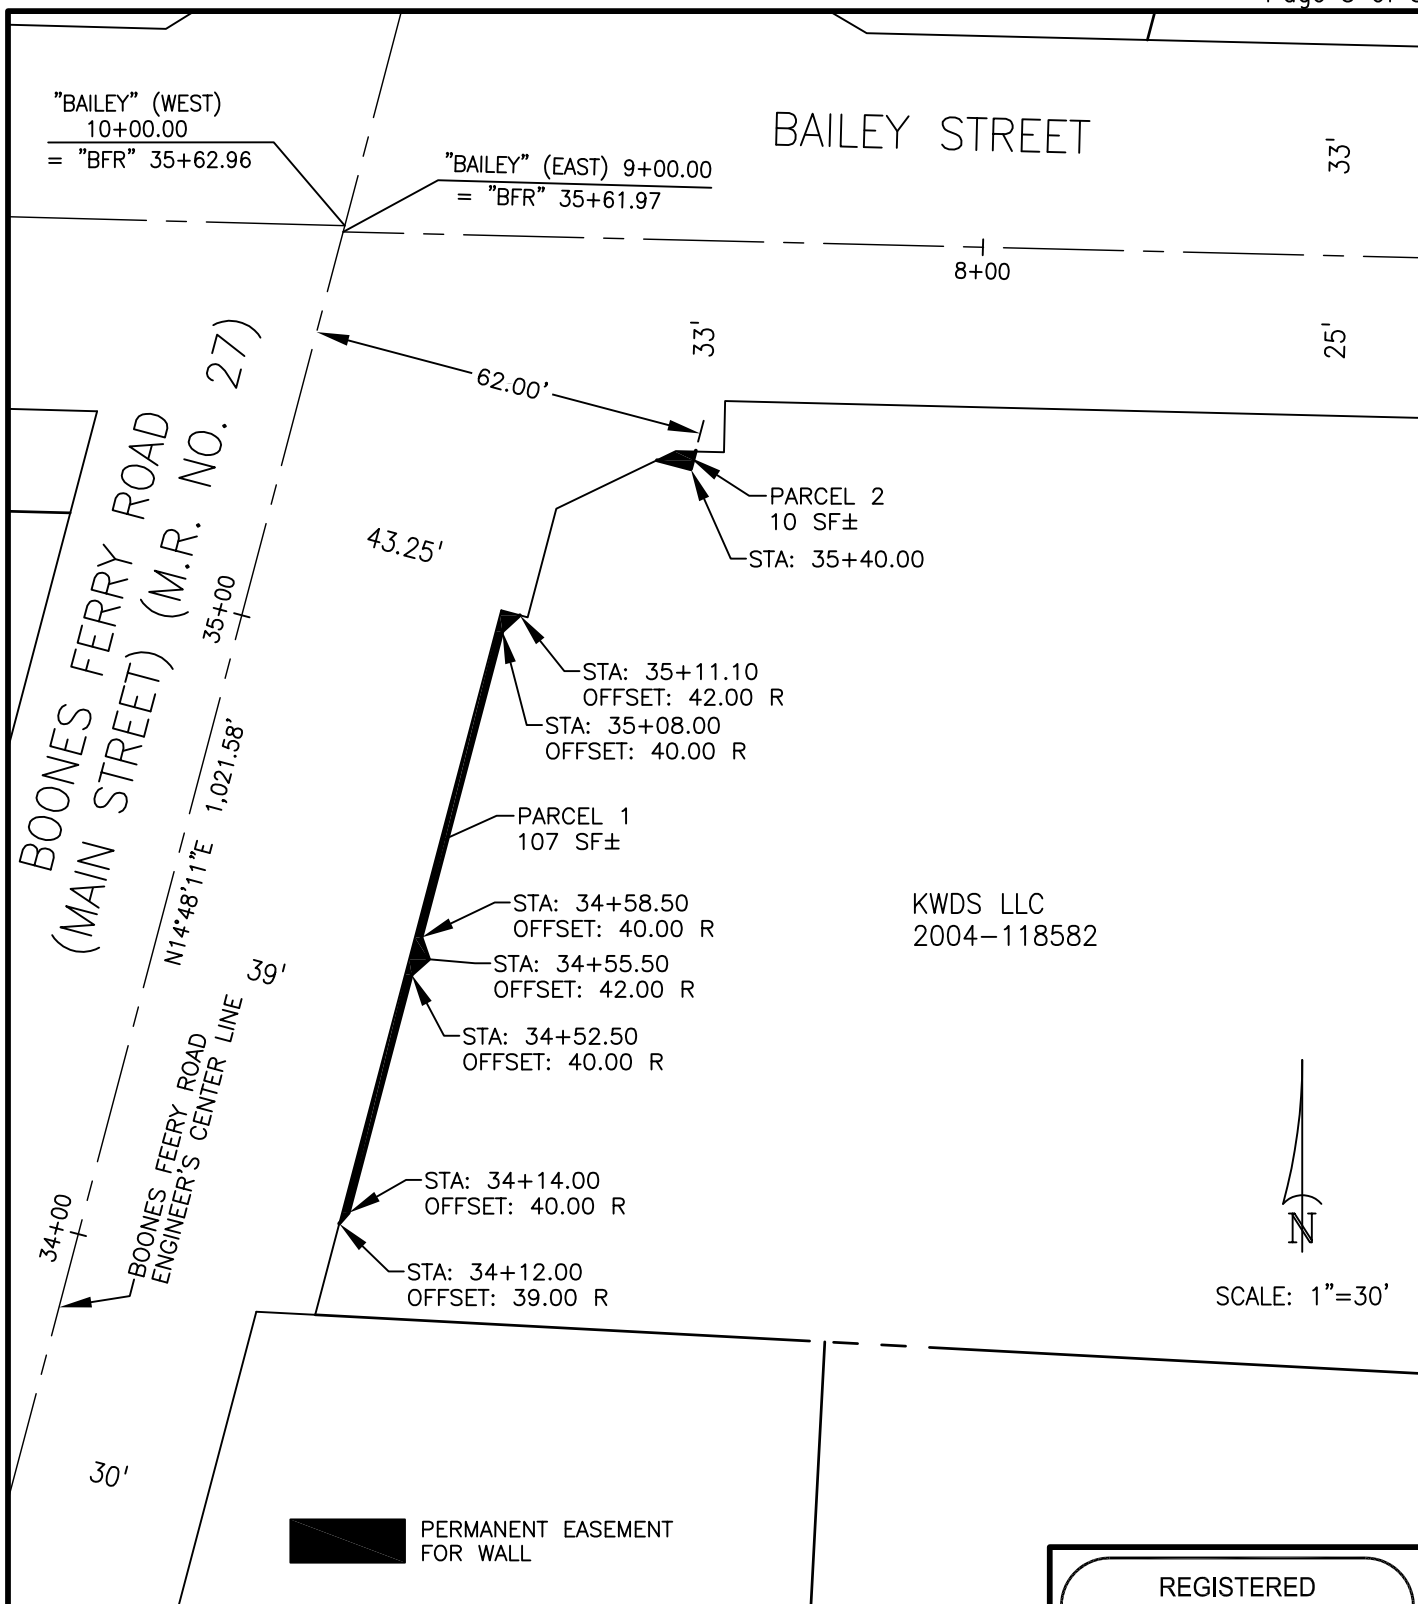 "BAILEY" (WEST)
10+00.00
= "BFR" 35+62.96
"BAILEY" (EAST) 9+00.00
= "BFR" 35+61.97
BAILEY STREET
33'
8+00
33'
25'
62.00'
BOONES FERRY ROAD
(MAIN STREET) (M.R. NO. 27)
43.25'
PARCEL 2
10 SF±
STA: 35+40.00
35+00
STA: 35+11.10
OFFSET: 42.00 R
STA: 35+08.00
OFFSET: 40.00 R
N14°48'11"E 1,021.58'
PARCEL 1
107 SF±
STA: 34+58.50
OFFSET: 40.00 R
KWDS LLC
2004-118582
STA: 34+55.50
OFFSET: 42.00 R
39'
STA: 34+52.50
OFFSET: 40.00 R
BOONES FEERY ROAD
ENGINEER'S CENTER LINE
34+00
STA: 34+14.00
OFFSET: 40.00 R
STA: 34+12.00
OFFSET: 39.00 R
N
SCALE: 1"=30'
30'
PERMANENT EASEMENT
FOR WALL
REGISTERED